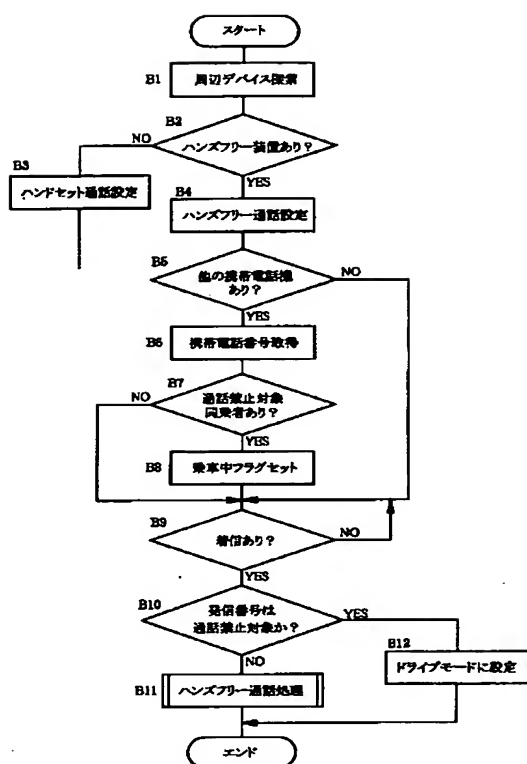 スタート
B1
周辺デバイス探索
B2
ハンズフリー装置あり?
NO
YES
B3
ハンドセット通話設定
B4
ハンズフリー通話設定
B5
他の携帯電話機
あり?
NO
YES
B6
携帯電話番号取得
B7
通話禁止対象
同乗者あり?
NO
YES
B8
乗車中フラグセット
B9
着信あり?
NO
YES
B10
発信番号は
通話禁止対象か?
YES
NO
B12
ドライブモードに設定
B11
ハンズフリー通話処理
エンド